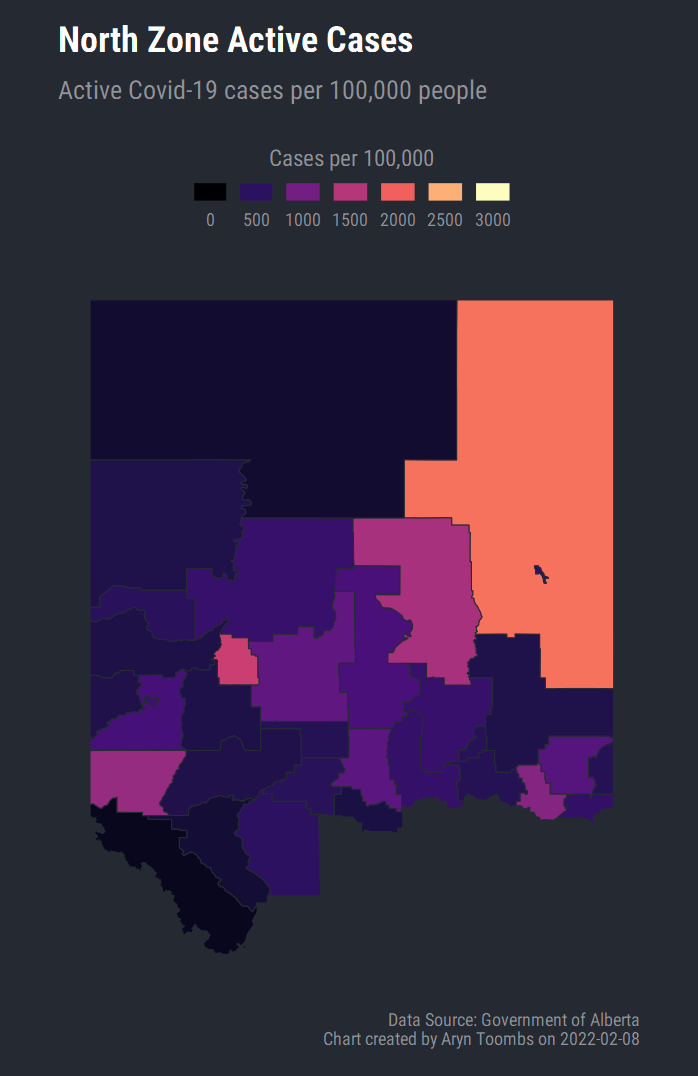 North Zone Active Cases
Active Covid-19 cases per 100,000 people
Cases per 100,000
0 500 1000 1500 2000 2500 3000
Data Source: Government of Alberta
Chart created by Aryn Toombs on 2022-02-08